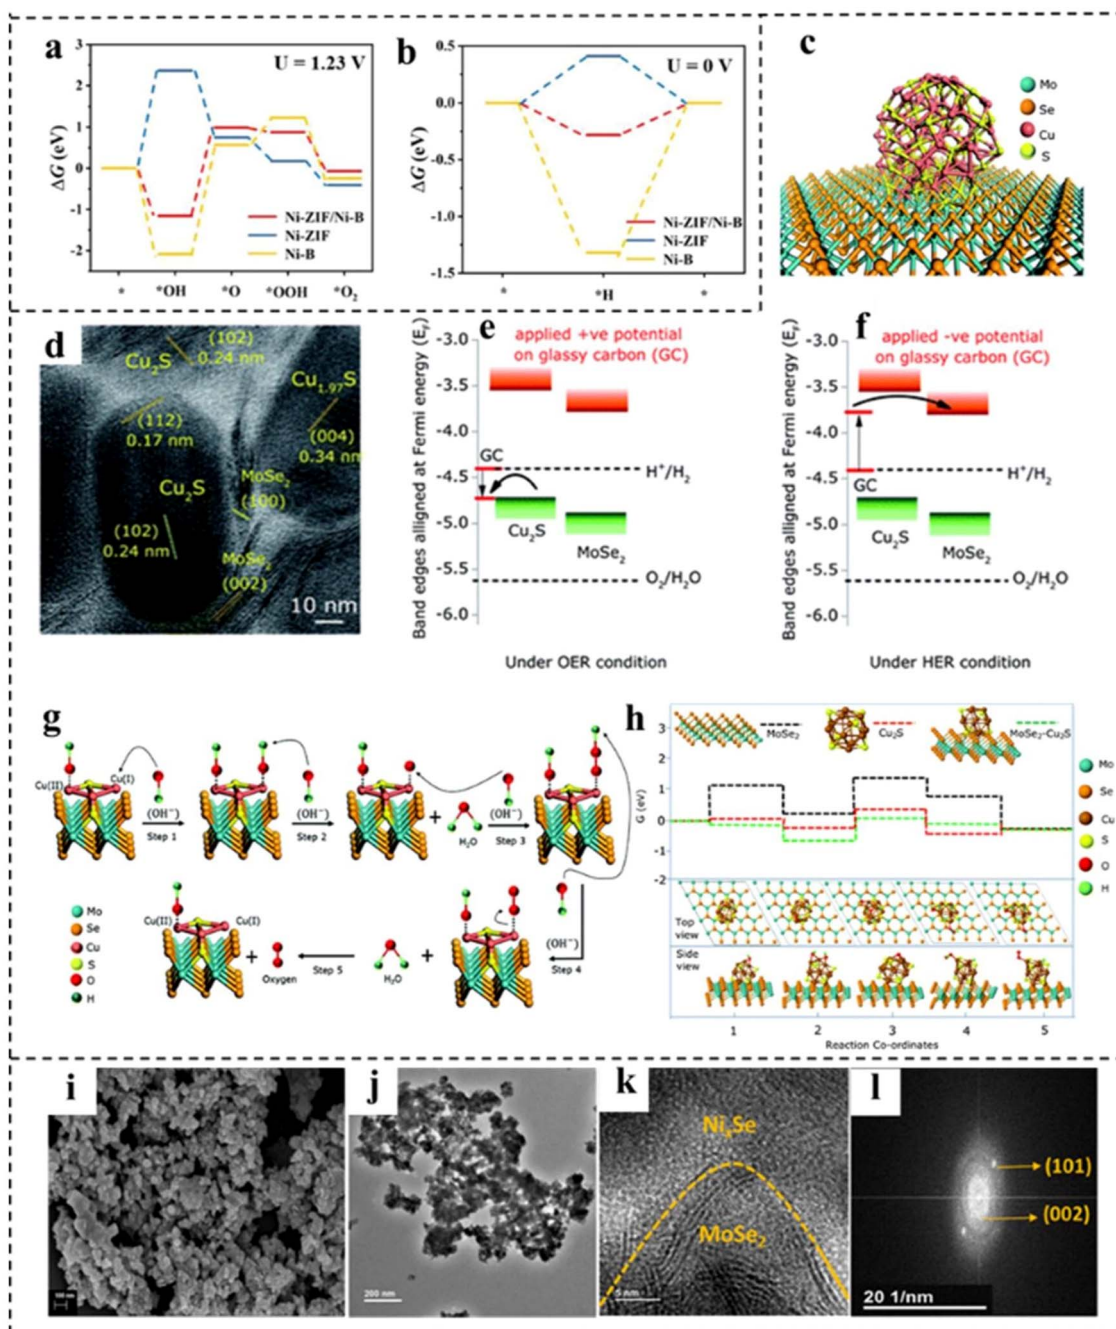 a
U = 1.23 V
ΔG (eV)
3
2
1
0
-1
-2
Ni-ZIF/Ni-B
Ni-ZIF
Ni-B
* *OH *O *OOH *O₂
b
U = 0 V
ΔG (eV)
0.5
0.0
-0.5
-1.0
-1.5
Ni-ZIF/Ni-B
Ni-ZIF
Ni-B
* *H *
c
Mo
Se
Cu
S
d
(102)
0.24 nm
Cu₂S
Cu₁.₉₇S
(112)
0.17 nm
(004)
0.34 nm
Cu₂S
MoSe₂
(100)
(102)
0.24 nm
MoSe₂
(002)
10 nm
e
applied +ve potential
on glassy carbon (GC)
Band edges alligned at Fermi energy (E_F)
-3.0
-3.5
-4.0
-4.5
-5.0
-5.5
-6.0
GC
H⁺/H₂
Cu₂S
MoSe₂
O₂/H₂O
Under OER condition
f
applied -ve potential
on glassy carbon (GC)
Band edges alligned at Fermi energy (E_F)
-3.0
-3.5
-4.0
-4.5
-5.0
-5.5
-6.0
H⁺/H₂
GC
Cu₂S
MoSe₂
O₂/H₂O
Under HER condition
g
Cu(II)
Cu(I)
(OH⁻)
Step 1
(OH⁻)
Step 2
+
H₂O
(OH⁻)
Step 3
(OH⁻)
Step 4
+
H₂O
Step 5
+
Oxygen
Cu(II)
Cu(I)
Mo
Se
Cu
S
O
H
h
MoSe₂
Cu₂S
MoSe₂-Cu₂S
G (eV)
3
2
1
0
-1
-2
Top
view
Side
view
1 2 3 4 5
Reaction Co-ordinates
Mo
Se
Cu
S
O
H
i
j
200 nm
k
NiₓSe
MoSe₂
5 nm
l
(101)
(002)
20 1/nm